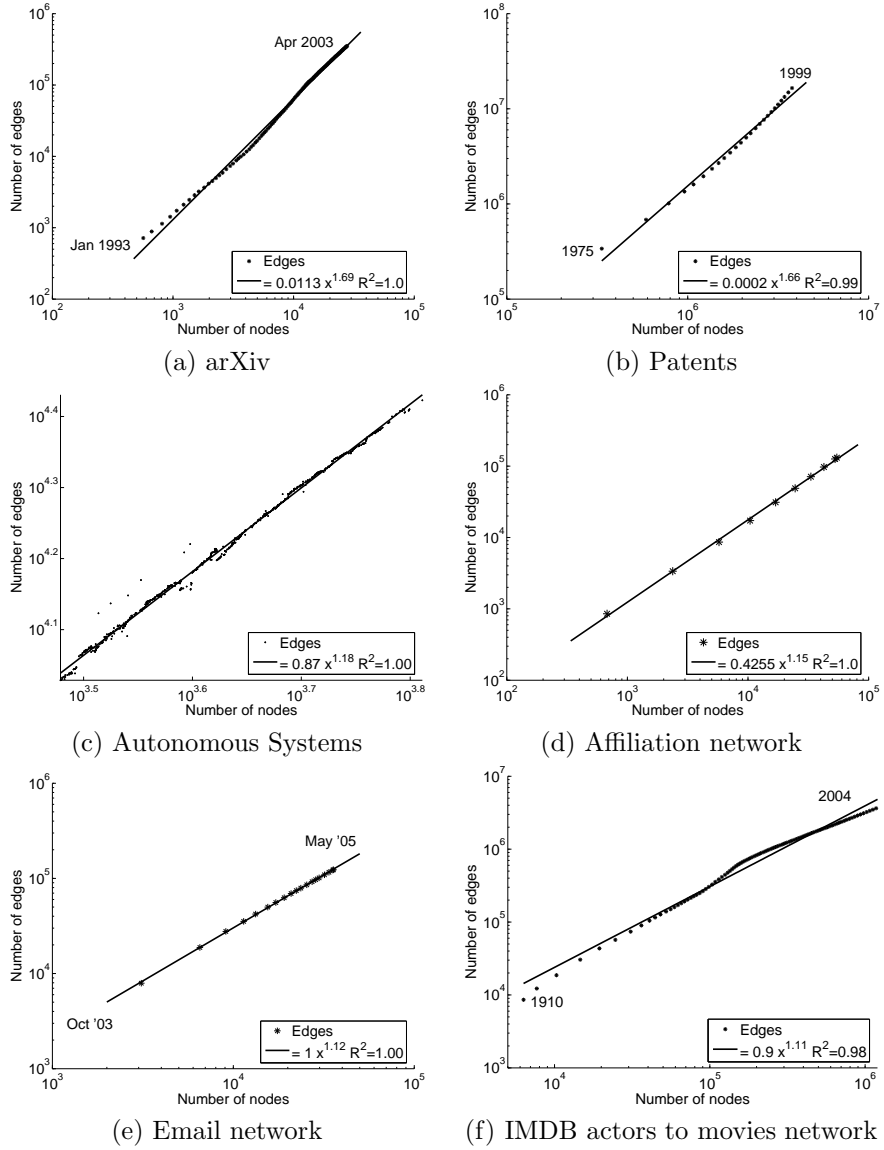 10^6
10^5
10^4
10^3
10^2
10^2 10^3 10^4 10^5
Number of edges
Number of nodes
Apr 2003
Jan 1993
Edges
= 0.0113 x^1.69 R^2=1.0
(a) arXiv
10^8
10^7
10^6
10^5
10^5 10^6 10^7
Number of edges
Number of nodes
1999
1975
Edges
= 0.0002 x^1.66 R^2=0.99
(b) Patents
10^4.4
10^4.3
10^4.2
10^4.1
10^3.5 10^3.6 10^3.7 10^3.8
Number of edges
Number of nodes
Edges
= 0.87 x^1.18 R^2=1.00
(c) Autonomous Systems
10^6
10^5
10^4
10^3
10^2
10^2 10^3 10^4 10^5
Number of edges
Number of nodes
Edges
= 0.4255 x^1.15 R^2=1.0
(d) Affiliation network
10^6
10^5
10^4
10^3
10^4 10^5
Number of edges
Number of nodes
May '05
Oct '03
Edges
= 1 x^1.12 R^2=1.00
(e) Email network
10^7
10^6
10^5
10^4
10^3
10^4 10^5 10^6
Number of edges
Number of nodes
2004
1910
Edges
= 0.9 x^1.11 R^2=0.98
(f) IMDB actors to movies network